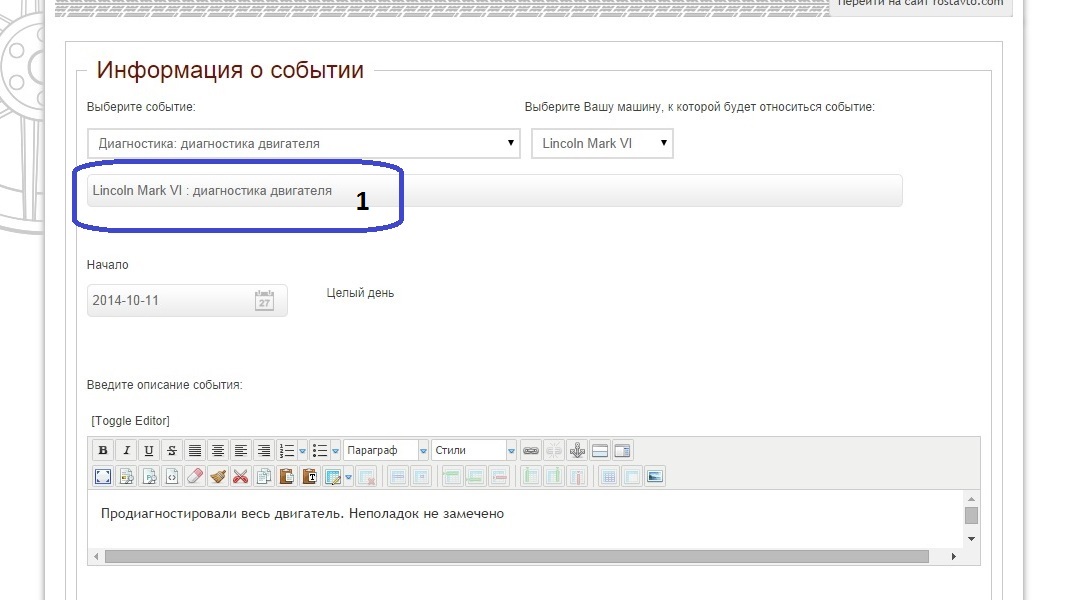 Перейти на сайт rostavto.com
Информация о событии
Выберите событие: Выберите Вашу машину, к которой будет относиться событие:
Диагностика: диагностика двигателя Lincoln Mark VI
Lincoln Mark VI : диагностика двигателя 1
Начало
2014-10-11 27 Целый день
Введите описание события:
[Toggle Editor]
B I U S Параграф Стили
Продиагностировали весь двигатель. Неполадок не замечено